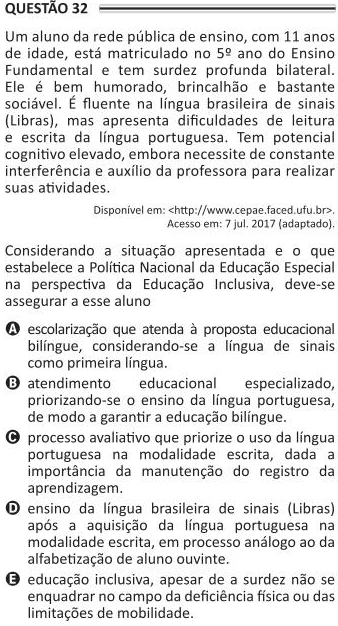 QUESTÃO 32
Um aluno da rede pública de ensino, com 11 anos
de idade, está matriculado no 5º ano do Ensino
Fundamental e tem surdez profunda bilateral.
Ele é bem humorado, brincalhão e bastante
sociável. É fluente na língua brasileira de sinais
(Libras), mas apresenta dificuldades de leitura
e escrita da língua portuguesa. Tem potencial
cognitivo elevado, embora necessite de constante
interferência e auxílio da professora para realizar
suas atividades.
Disponível em: <http://www.cepae.faced.ufu.br>.
Acesso em: 7 jul. 2017 (adaptado).
Considerando a situação apresentada e o que
estabelece a Política Nacional da Educação Especial
na perspectiva da Educação Inclusiva, deve-se
assegurar a esse aluno
A escolarização que atenda à proposta educacional
bilíngue, considerando-se a língua de sinais
como primeira língua.
B atendimento educacional especializado,
priorizando-se o ensino da língua portuguesa,
de modo a garantir a educação bilíngue.
C processo avaliativo que priorize o uso da língua
portuguesa na modalidade escrita, dada a
importância da manutenção do registro da
aprendizagem.
D ensino da língua brasileira de sinais (Libras)
após a aquisição da língua portuguesa na
modalidade escrita, em processo análogo ao da
alfabetização de aluno ouvinte.
E educação inclusiva, apesar de a surdez não se
enquadrar no campo da deficiência física ou das
limitações de mobilidade.